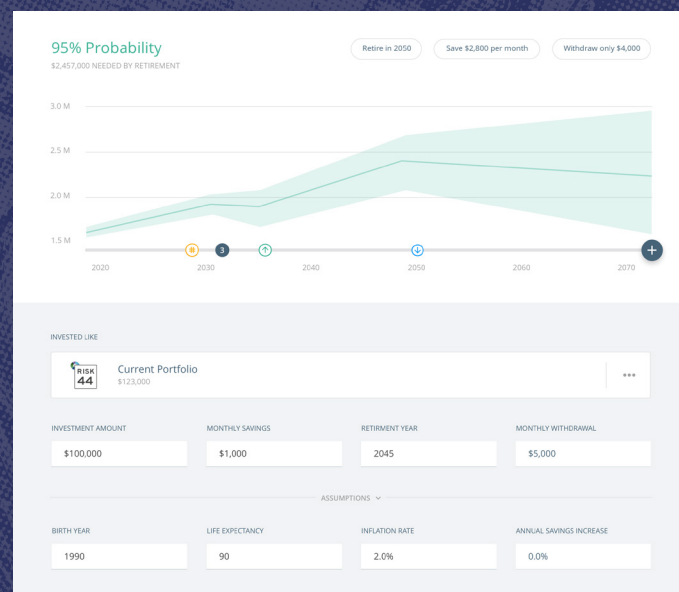 95% Probability
$2,457,000 NEEDED BY RETIREMENT
Retire in 2050
Save $2,800 per month
Withdraw only $4,000
3.0 M
2.5 M
2.0 M
1.5 M
3
2020 2030 2040 2050 2060 2070
INVESTED LIKE
RISK
44
Current Portfolio
$123,000
INVESTMENT AMOUNT MONTHLY SAVINGS RETIRMENT YEAR MONTHLY WITHDRAWAL
$100,000 $1,000 2045 $5,000
ASSUMPTIONS
BIRTH YEAR LIFE EXPECTANCY INFLATION RATE ANNUAL SAVINGS INCREASE
1990 90 2.0% 0.0%